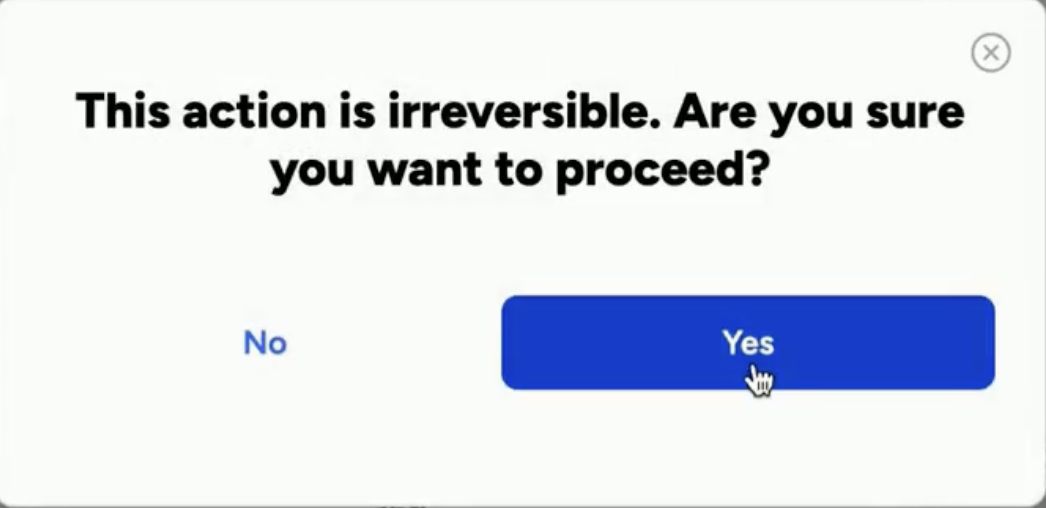 This action is irreversible. Are you sure
you want to proceed?
No
Yes